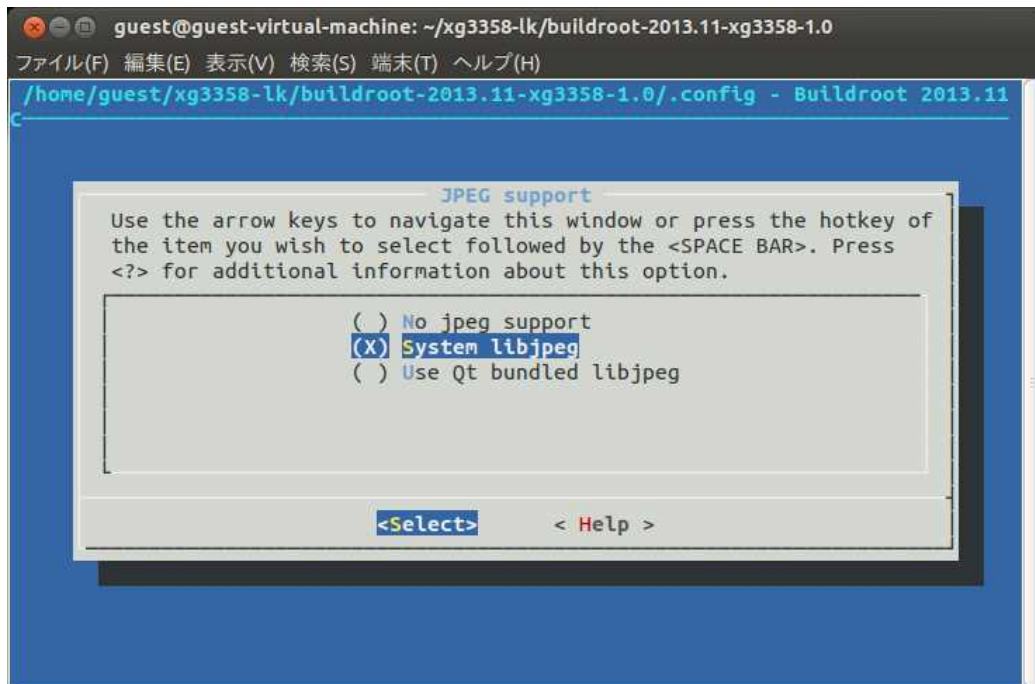 guest@guest-virtual-machine: ~/xg3358-lk/buildroot-2013.11-xg3358-1.0
ファイル(F) 編集(E) 表示(V) 検索(S) 端末(T) ヘルプ(H)
/home/guest/xg3358-lk/buildroot-2013.11-xg3358-1.0/.config - Buildroot 2013.11
C
JPEG support
Use the arrow keys to navigate this window or press the hotkey of
the item you wish to select followed by the <SPACE BAR>. Press
<?> for additional information about this option.
( ) No jpeg support
(X) System libjpeg
( ) Use Qt bundled libjpeg
<Select> < Help >